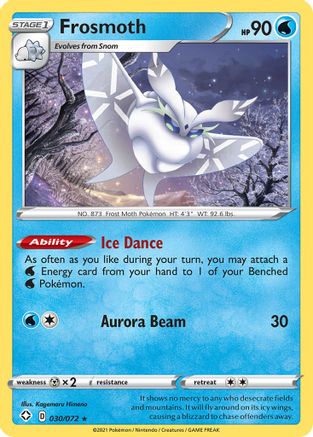 STAGE 1
Frosmoth
HP 90
Evolves from Snom
NO. 873 Frost Moth Pokémon HT: 4'3" WT: 92.6 lbs.
Ability Ice Dance
As often as you like during your turn, you may attach a
Energy card from your hand to 1 of your Benched
Pokémon.
Aurora Beam 30
weakness ×2 resistance retreat
Illus. Kagemaru Himeno
D 030/072 ★
It shows no mercy to any who desecrate fields
and mountains. It will fly around on its icy wings,
causing a blizzard to chase offenders away.
©2021 Pokémon / Nintendo / Creatures / GAME FREAK